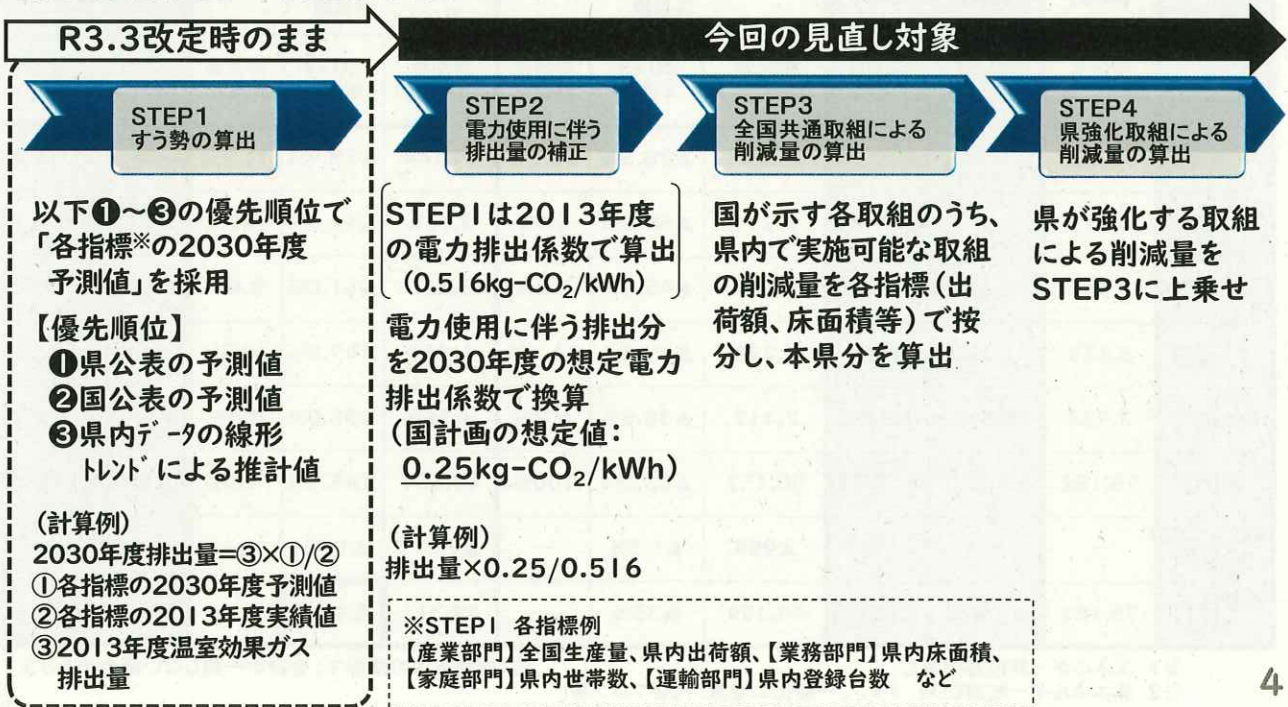 R3.3改定時のまま
今回の見直し対象
STEP1
すう勢の算出
以下❶~❸の優先順位で
「各指標※の2030年度
予測値」を採用
【優先順位】
❶県公表の予測値
❷国公表の予測値
❸県内データの線形
トレンドによる推計値
(計算例)
2030年度排出量=③×①/②
①各指標の2030年度予測値
②各指標の2013年度実績値
③2013年度温室効果ガス
排出量
STEP2
電力使用に伴う
排出量の補正
STEP1は2013年度
の電力排出係数で算出
(0.516kg-CO₂/kWh)
電力使用に伴う排出分
を2030年度の想定電力
排出係数で換算
(国計画の想定値:
0.25kg-CO₂/kWh)
(計算例)
排出量×0.25/0.516
STEP3
全国共通取組による
削減量の算出
国が示す各取組のうち、
県内で実施可能な取組
の削減量を各指標(出
荷額、床面積等)で按
分し、本県分を算出
STEP4
県強化取組による
削減量の算出
県が強化する取組
による削減量を
STEP3に上乗せ
※STEP1 各指標例
【産業部門】全国生産量、県内出荷額、【業務部門】県内床面積、
【家庭部門】県内世帯数、【運輸部門】県内登録台数 など
4